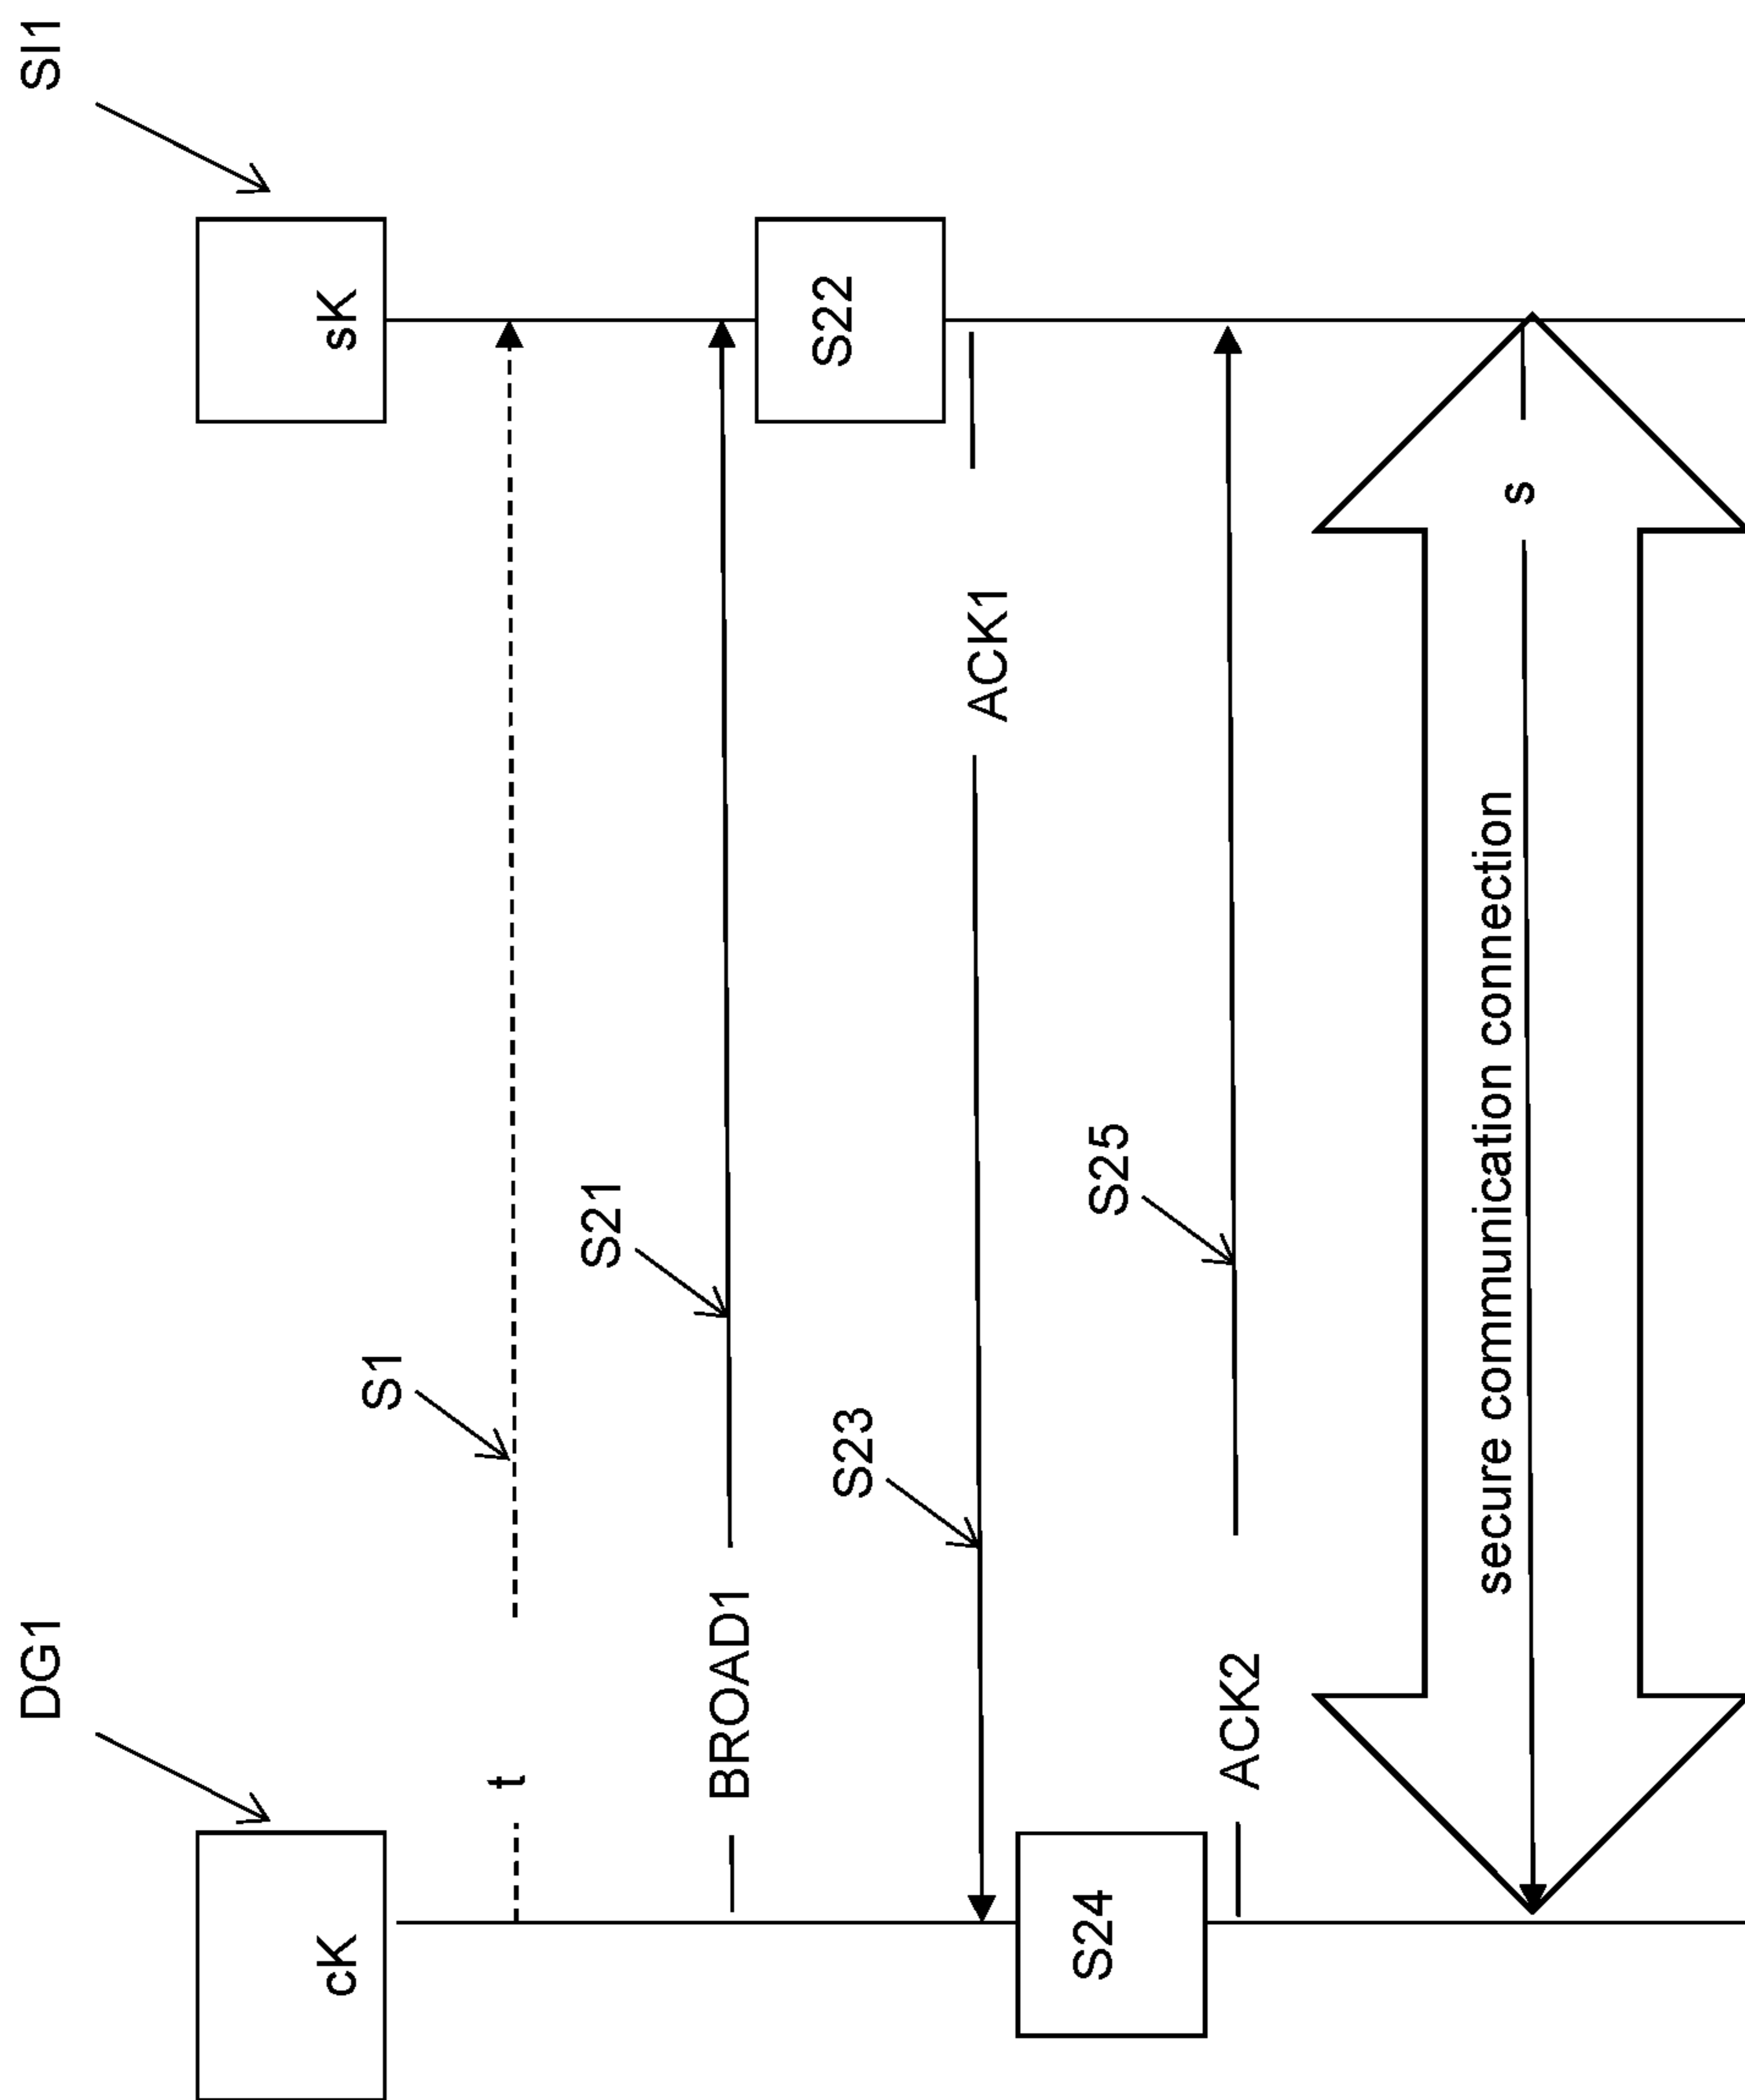 DG1
SI1
cK
sK
t
S1
BROAD1
S21
S22
S23
ACK1
S24
ACK2
S25
secure communication connection
s